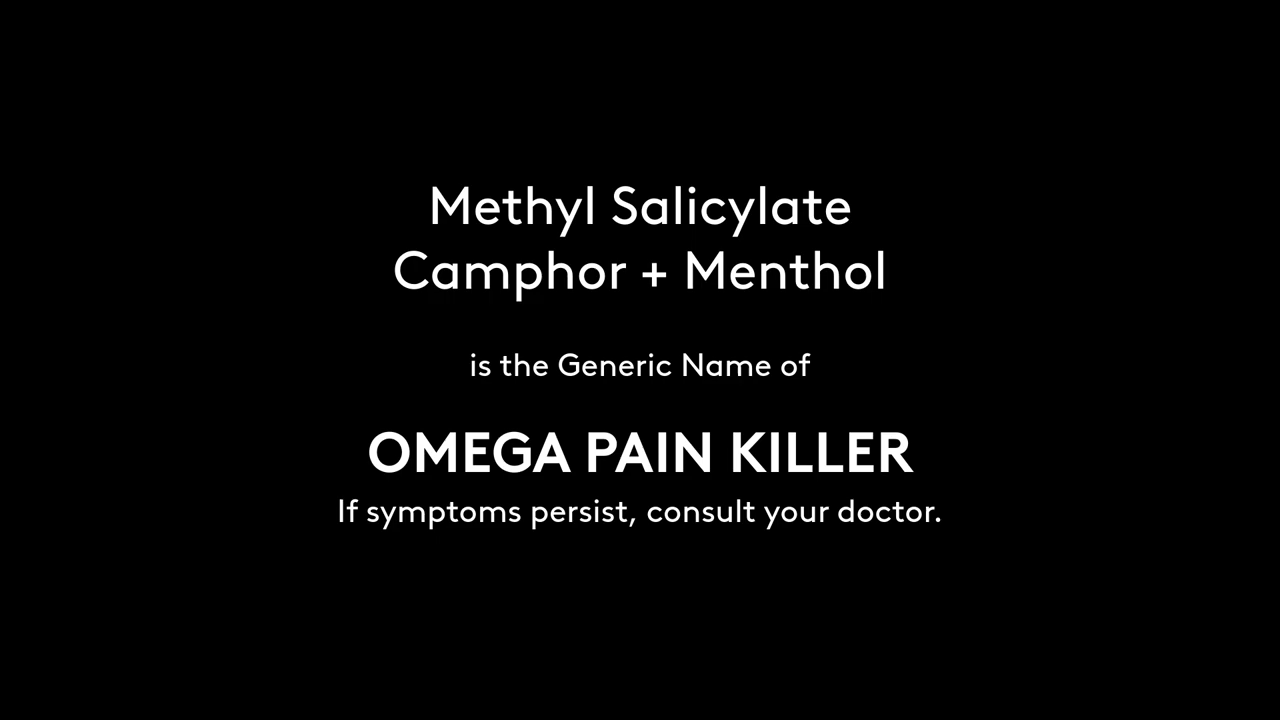 Methyl Salicylate
Camphor + Menthol
is the Generic Name of
OMEGA PAIN KILLER
If symptoms persist, consult your doctor.